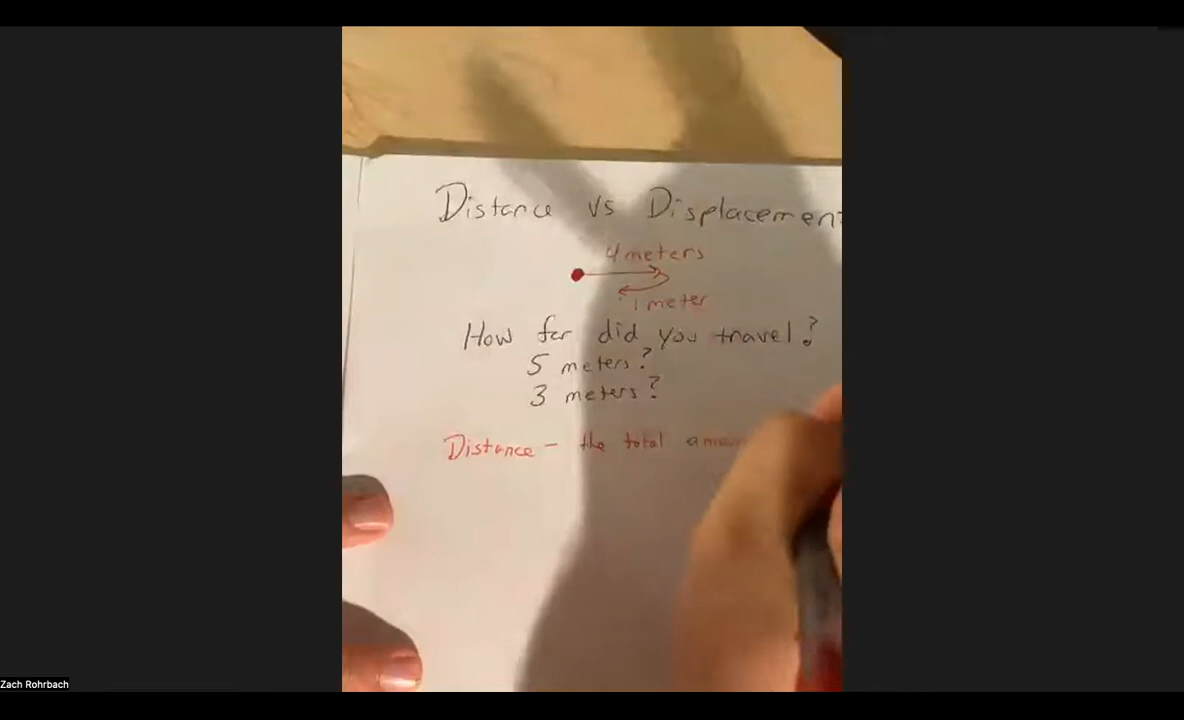 Distance vs Displacement
4 meters
1 meter
How far did you travel?
5 meters?
3 meters?
Distance - the total
Zach Rohrbach